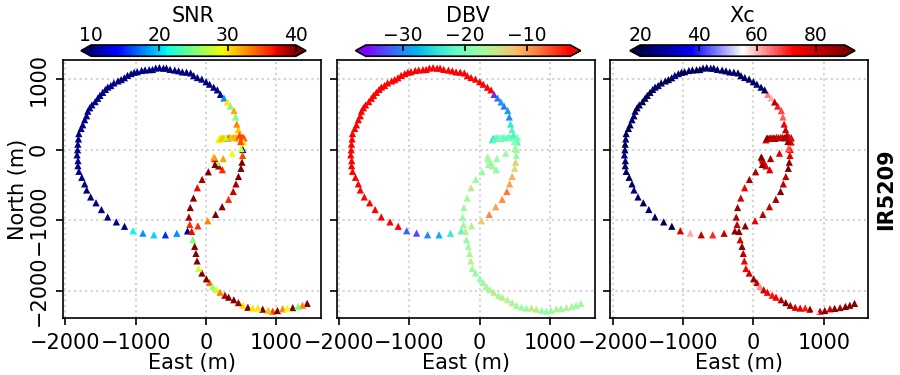 SNR DBV Xc
10 20 30 40 −30 −20 −10 20 40 60 80
North (m)
1000
0
−1000
−2000
IR5209
−2000 −1000 0 1000 −2000 −1000 0 1000 −2000 −1000 0 1000
East (m) East (m) East (m)